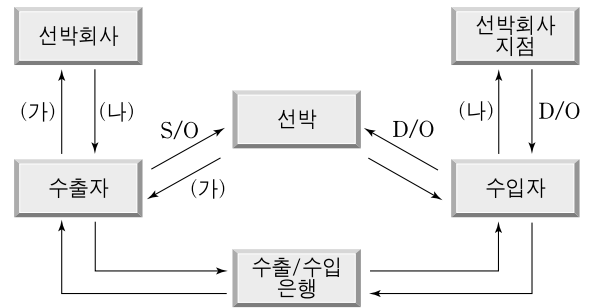 선박회사
선박회사
지점
(가)
(나)
S/O
선박
D/O
(나)
D/O
수출자
(가)
수입자
수출/수입
은행